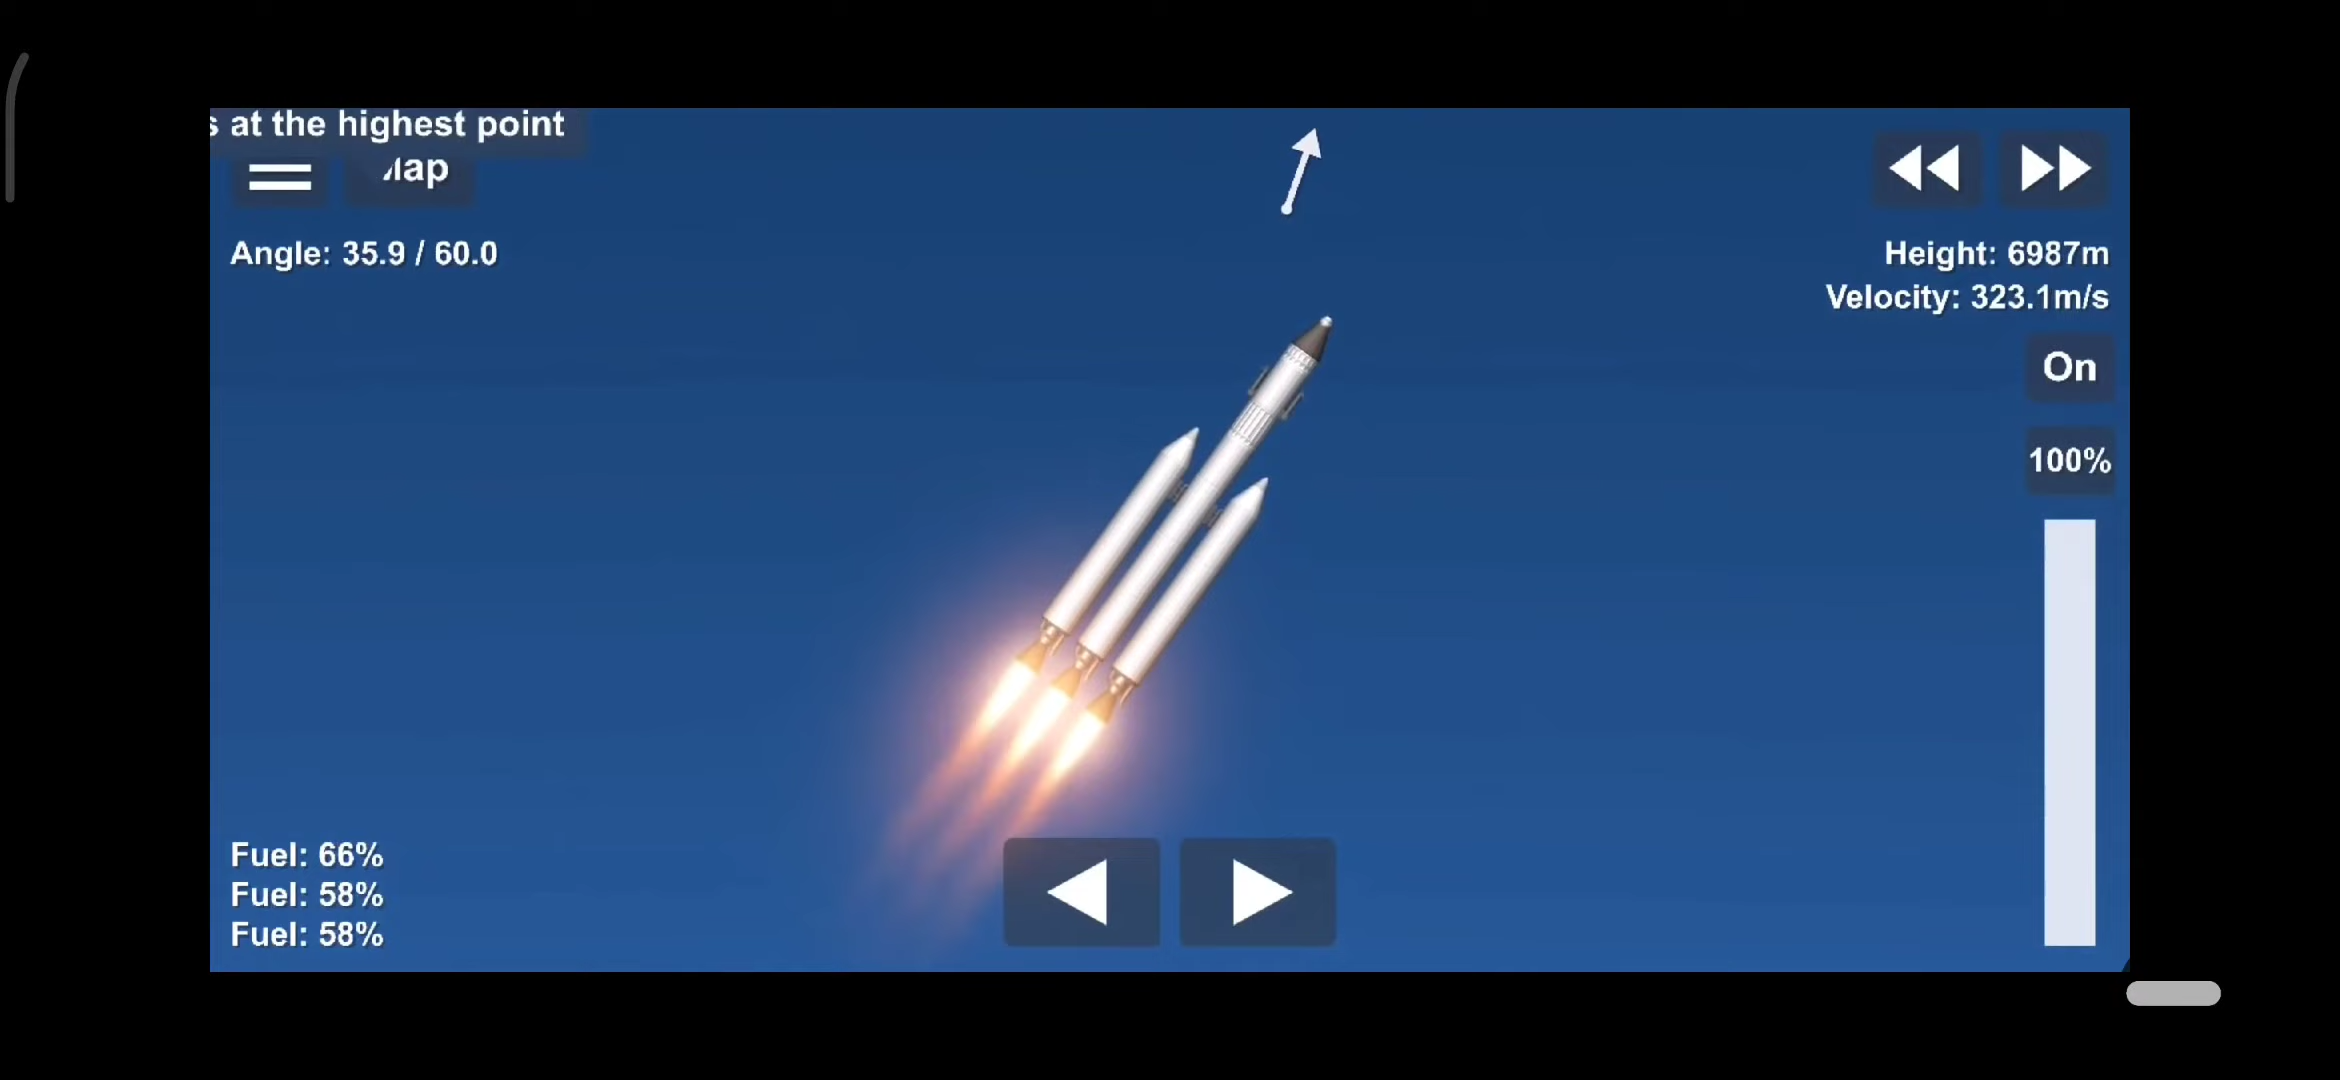 at the highest point
Angle: 35.9 / 60.0
Height: 6987m
Velocity: 323.1m/s
On
100%
Fuel: 66%
Fuel: 58%
Fuel: 58%